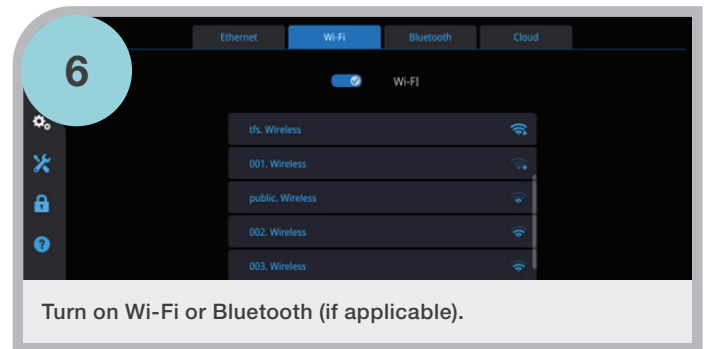 6
Ethernet Wi-Fi Bluetooth Cloud
Wi-FI
tfs. Wireless
001. Wireless
public. Wireless
002. Wireless
003. Wireless
?
Turn on Wi-Fi or Bluetooth (if applicable).